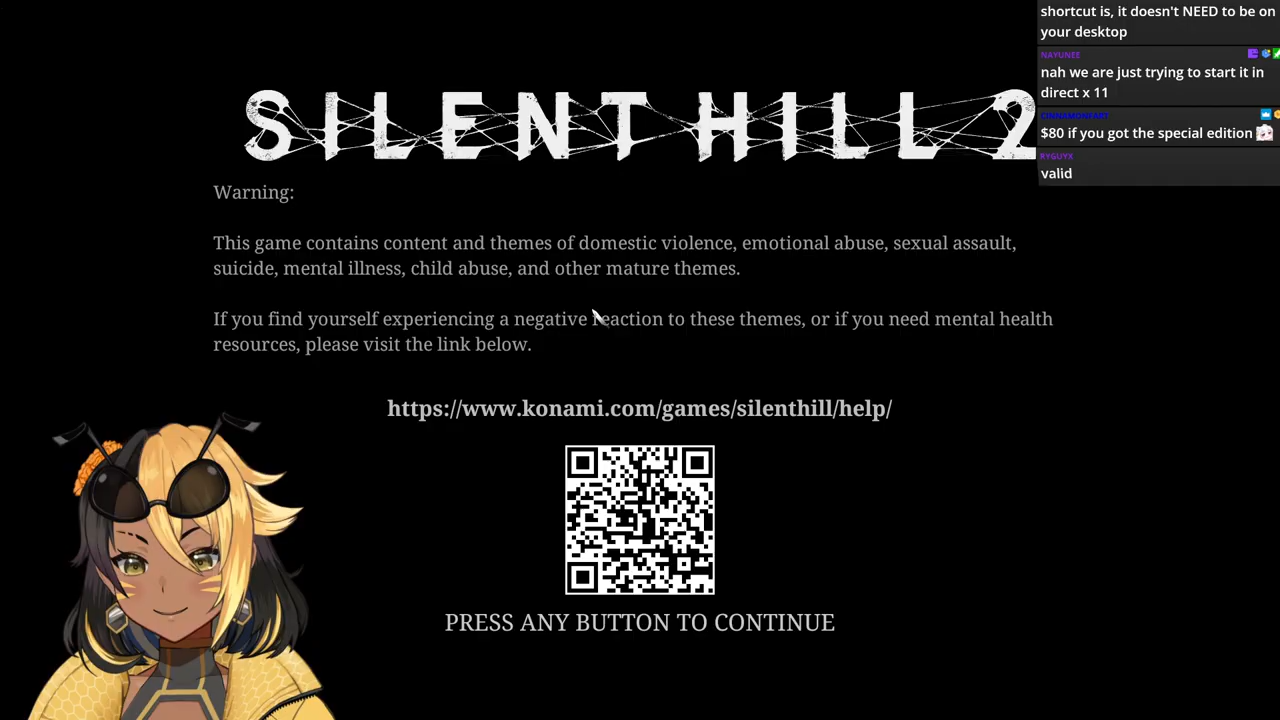 SILENT HILL 2
Warning:
This game contains content and themes of domestic violence, emotional abuse, sexual assault,
suicide, mental illness, child abuse, and other mature themes.
If you find yourself experiencing a negative reaction to these themes, or if you need mental health
resources, please visit the link below.
https://www.konami.com/games/silenthill/help/
PRESS ANY BUTTON TO CONTINUE
shortcut is, it doesn't NEED to be on
your desktop
NAYUNEE
nah we are just trying to start it in
direct x 11
CINNAMONFART
$80 if you got the special edition
RYGUYX
valid